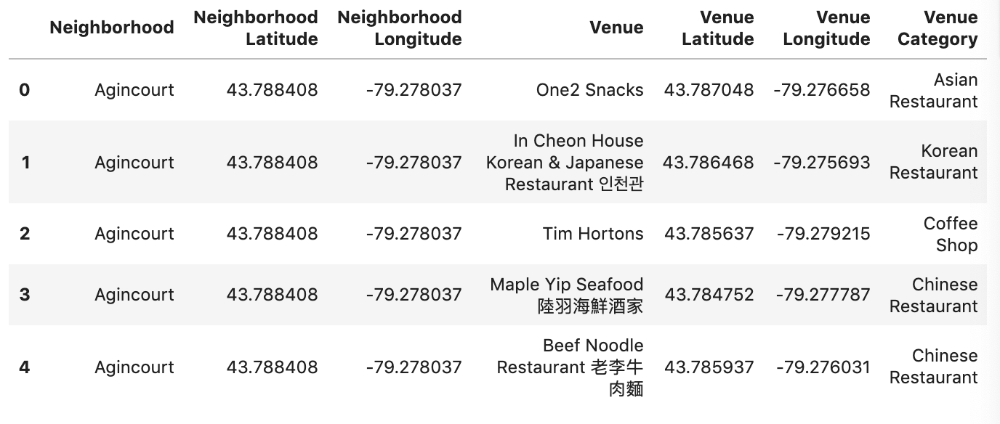 Neighborhood Neighborhood Latitude Neighborhood Longitude Venue Venue Latitude Venue Longitude Venue Category
0 Agincourt 43.788408 -79.278037 One2 Snacks 43.787048 -79.276658 Asian Restaurant
1 Agincourt 43.788408 -79.278037 In Cheon House Korean & Japanese Restaurant 인천관 43.786468 -79.275693 Korean Restaurant
2 Agincourt 43.788408 -79.278037 Tim Hortons 43.785637 -79.279215 Coffee Shop
3 Agincourt 43.788408 -79.278037 Maple Yip Seafood 陸羽海鮮酒家 43.784752 -79.277787 Chinese Restaurant
4 Agincourt 43.788408 -79.278037 Beef Noodle Restaurant 老李牛肉麵 43.785937 -79.276031 Chinese Restaurant